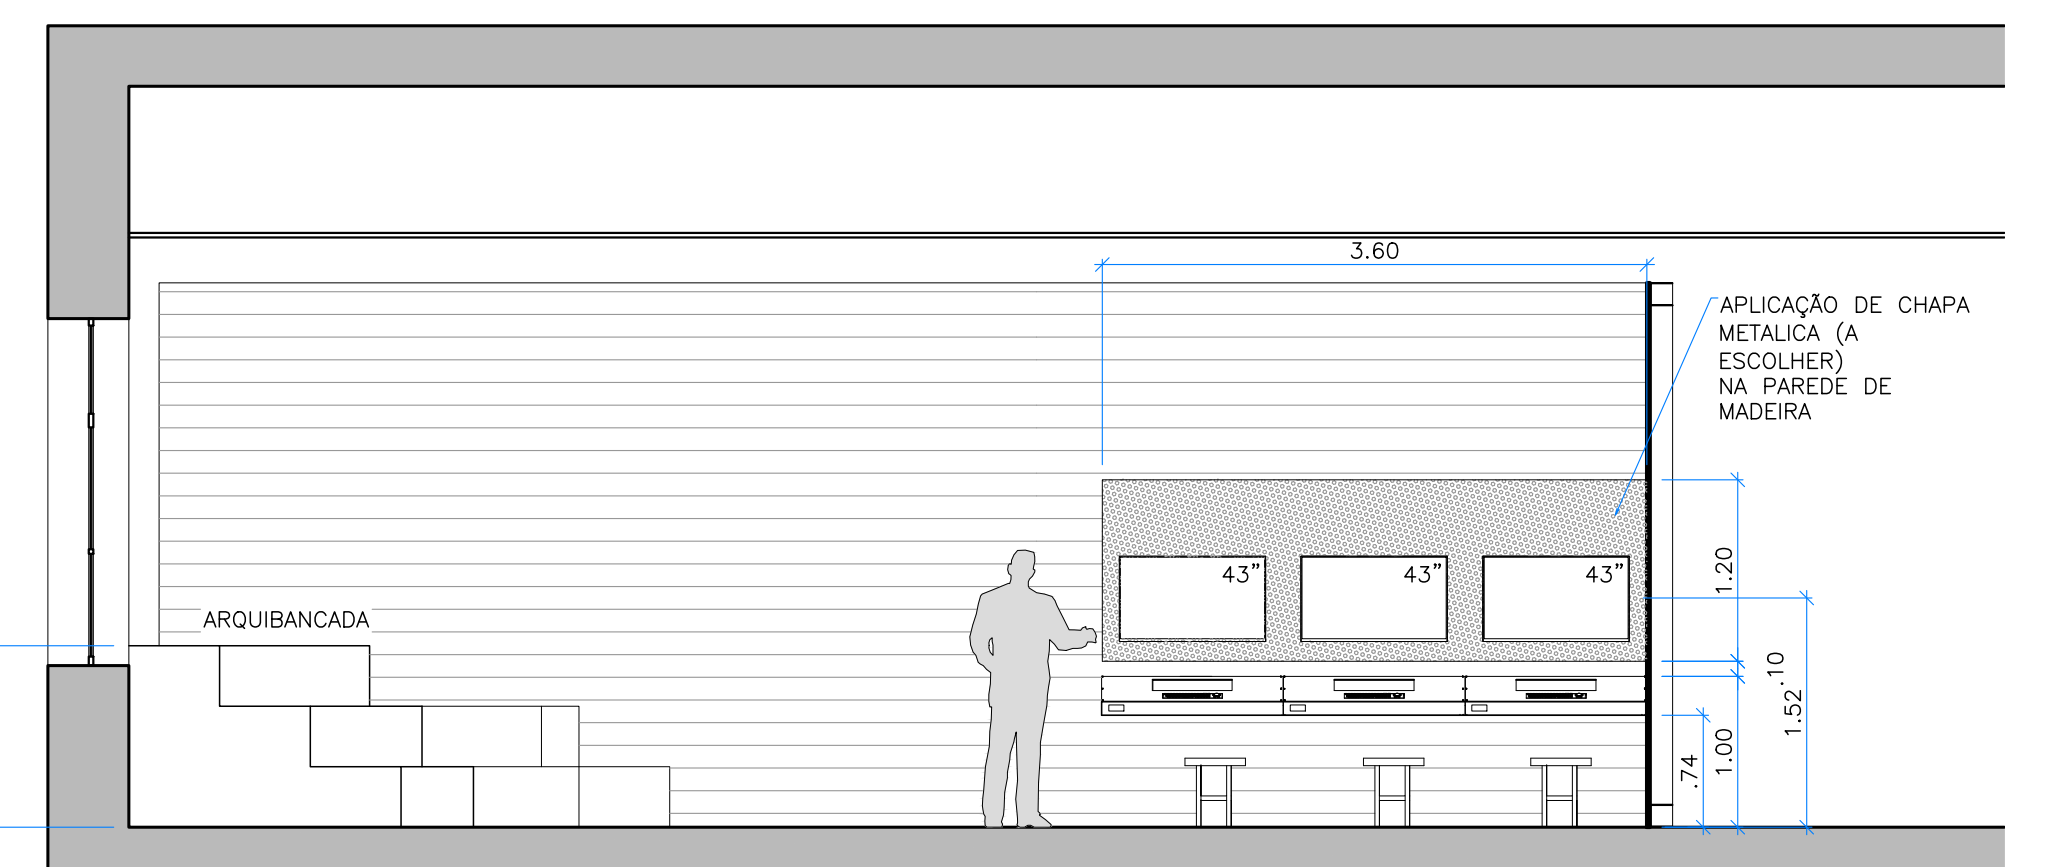 3.60
APLICAÇÃO DE CHAPA
METALICA (A
ESCOLHER)
NA PAREDE DE
MADEIRA
43”
43”
43”
1.20
ARQUIBANCADA
.10
1.52
1.00
.74